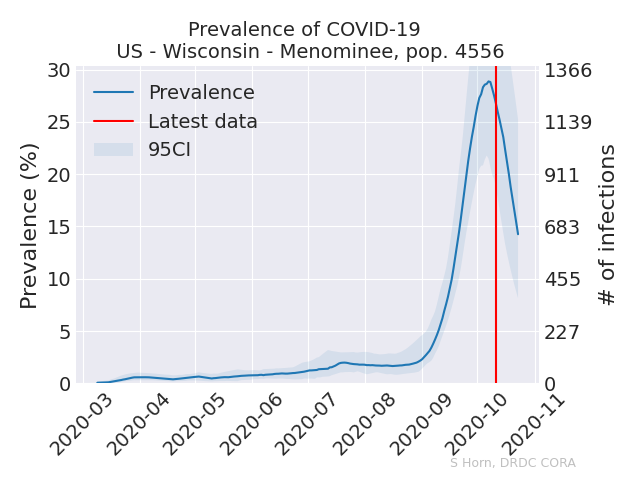 Prevalence of COVID-19
US - Wisconsin - Menominee, pop. 4556
Prevalence (%)
30
25
20
15
10
5
0
Prevalence
Latest data
95CI
1366
1139
911
683
455
227
0
# of infections
2020-03
2020-04
2020-05
2020-06
2020-07
2020-08
2020-09
2020-10
2020-11
S Horn, DRDC CORA